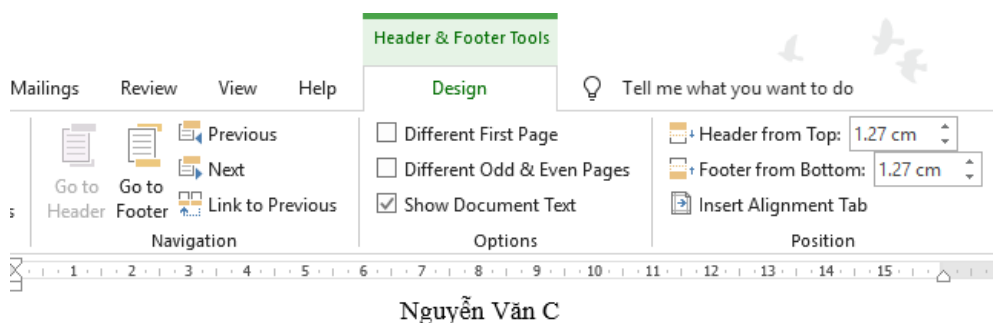 Header & Footer Tools
Mailings Review View Help Design Tell me what you want to do
Go to Header
Go to Footer
Previous
Next
Link to Previous
Navigation
Different First Page
Different Odd & Even Pages
Show Document Text
Options
Header from Top: 1.27 cm
Footer from Bottom: 1.27 cm
Insert Alignment Tab
Position
1 2 3 4 5 6 7 8 9 10 11 12 13 14 15
Nguyễn Văn C